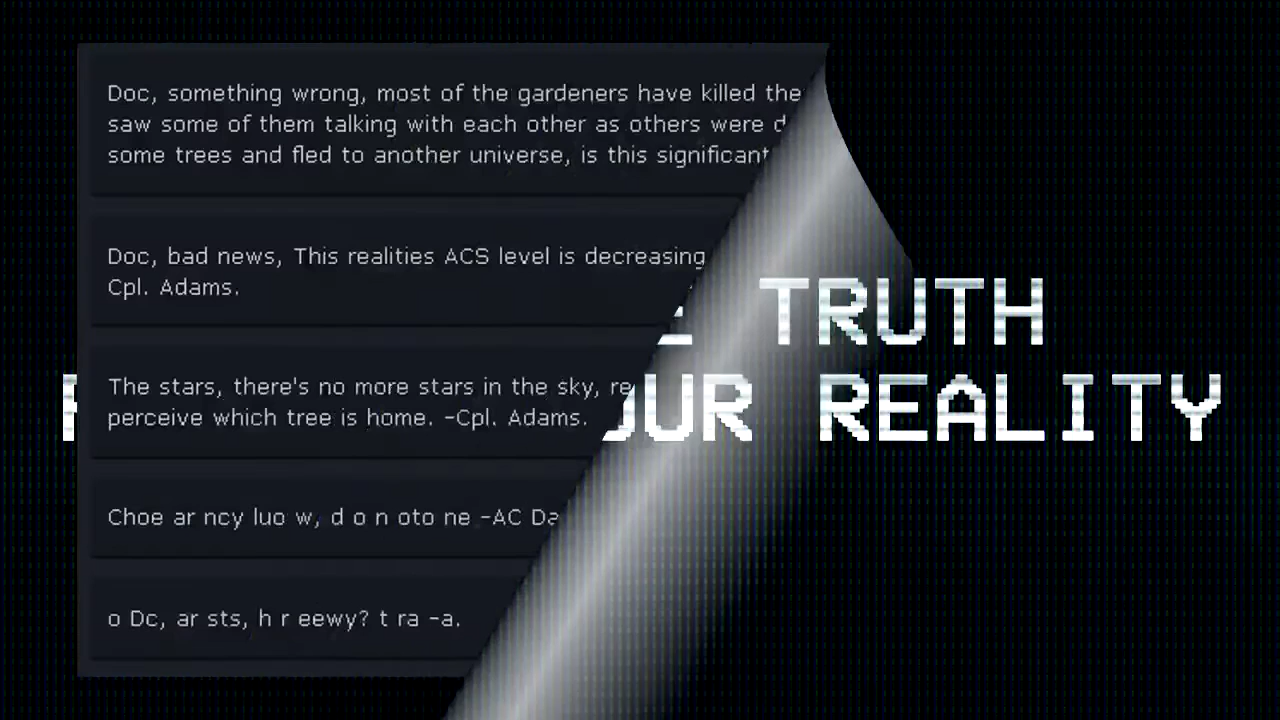 Doc, something wrong, most of the gardeners have killed the
saw some of them talking with each other as others were
some trees and fled to another universe, is this significant
Doc, bad news, This realities ACS level is decreasing
Cpl. Adams.
The stars, there's no more stars in the sky,
perceive which tree is home. -Cpl. Adams.
Choe ar ncy luo w, d o n oto ne -AC
o Dc, ar sts, h r eewy? t ra -a.
TRUTH
REALITY